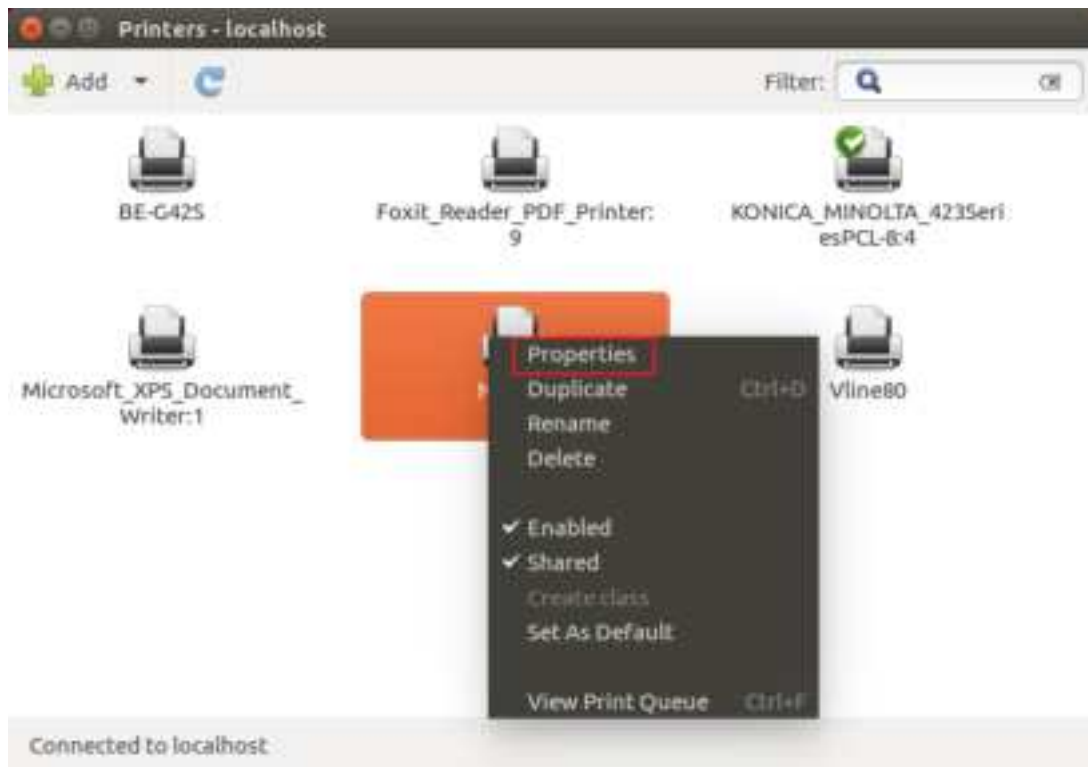 Printers - localhost
Add Filter:
BE-G42S
Foxit_Reader_PDF_Printer:
9
KONICA_MINOLTA_423Seri
esPCL-8:4
Microsoft_XPS_Document_
Writer:1
Vline80
Properties
Duplicate Ctrl+D
Rename
Delete
Enabled
Shared
Create class
Set As Default
View Print Queue Ctrl+F
Connected to localhost